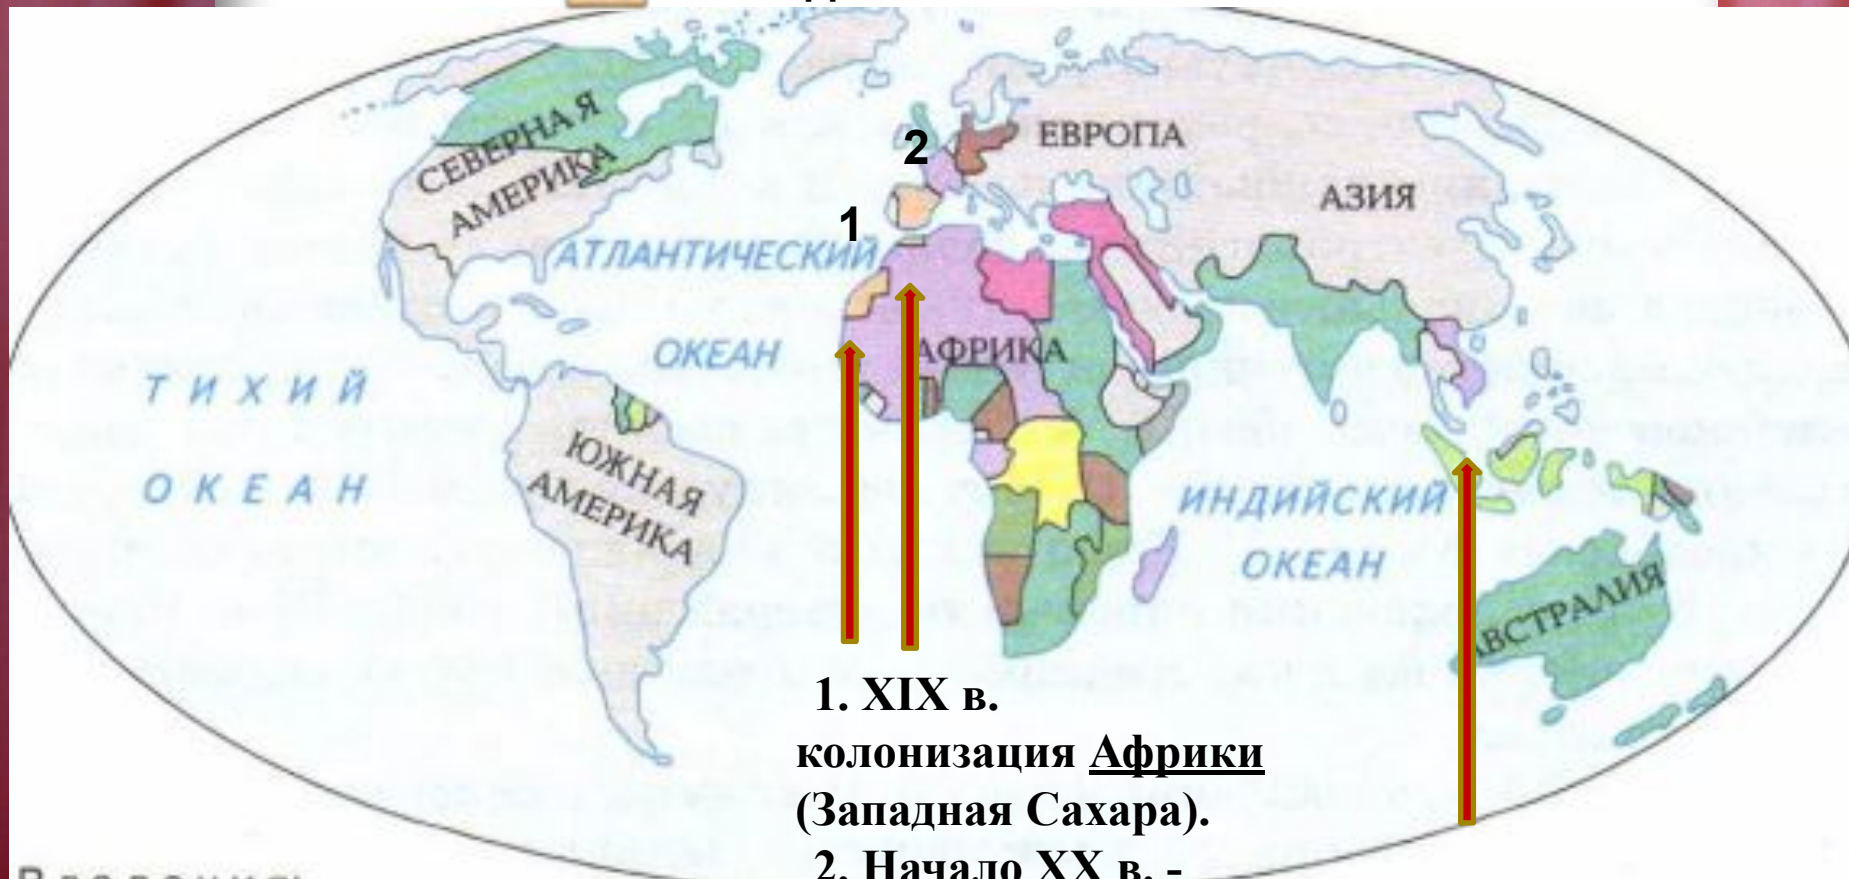 2
1
ЕВРОПА
АЗИЯ
СЕВЕРНАЯ
АМЕРИКА
АТЛАНТИЧЕСКИЙ
ОКЕАН
АФРИКА
ТИХИЙ
ОКЕАН
ЮЖНАЯ
АМЕРИКА
ИНДИЙСКИЙ
ОКЕАН
АВСТРАЛИЯ
1. XIX в.
колонизация Африки
(Западная Сахара).
2. Начало XX в. -